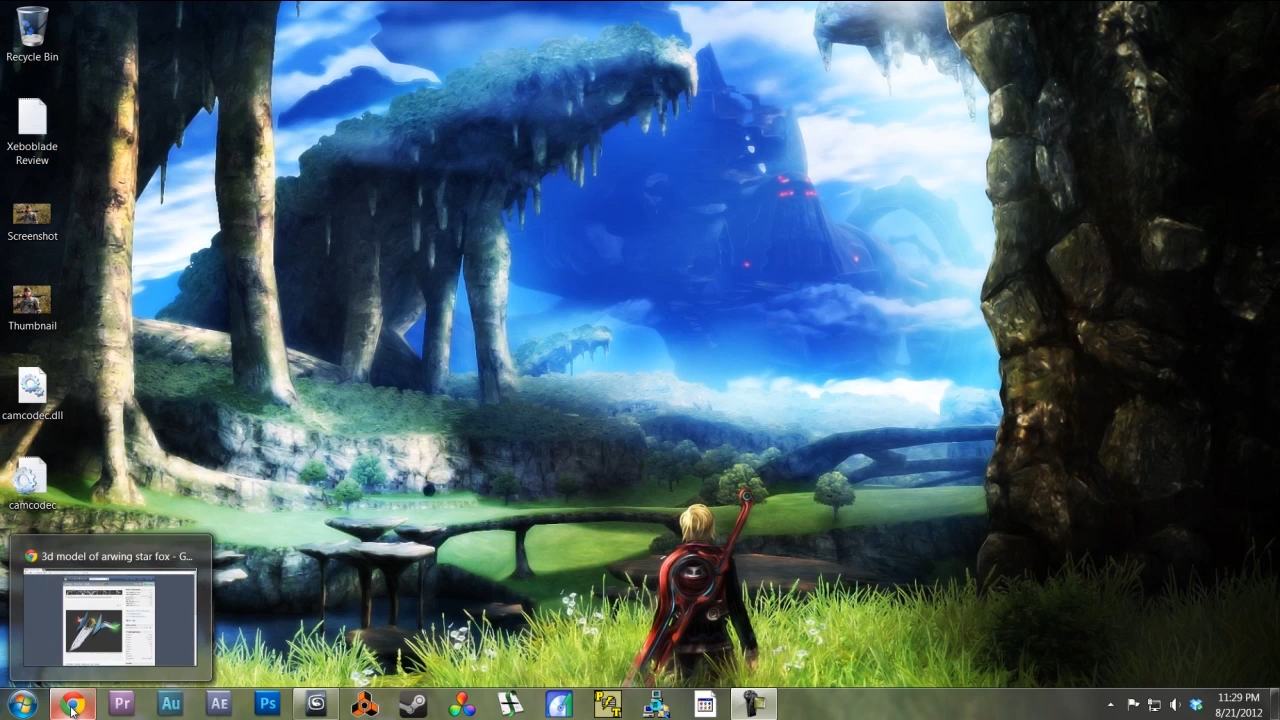 Recycle Bin
Xeboblade
Review
Screenshot
Thumbnail
camcodec.dll
camcodec
3d model of arwing star fox - G...
Pr
Au
AE
Ps
11:29 PM
8/21/2012